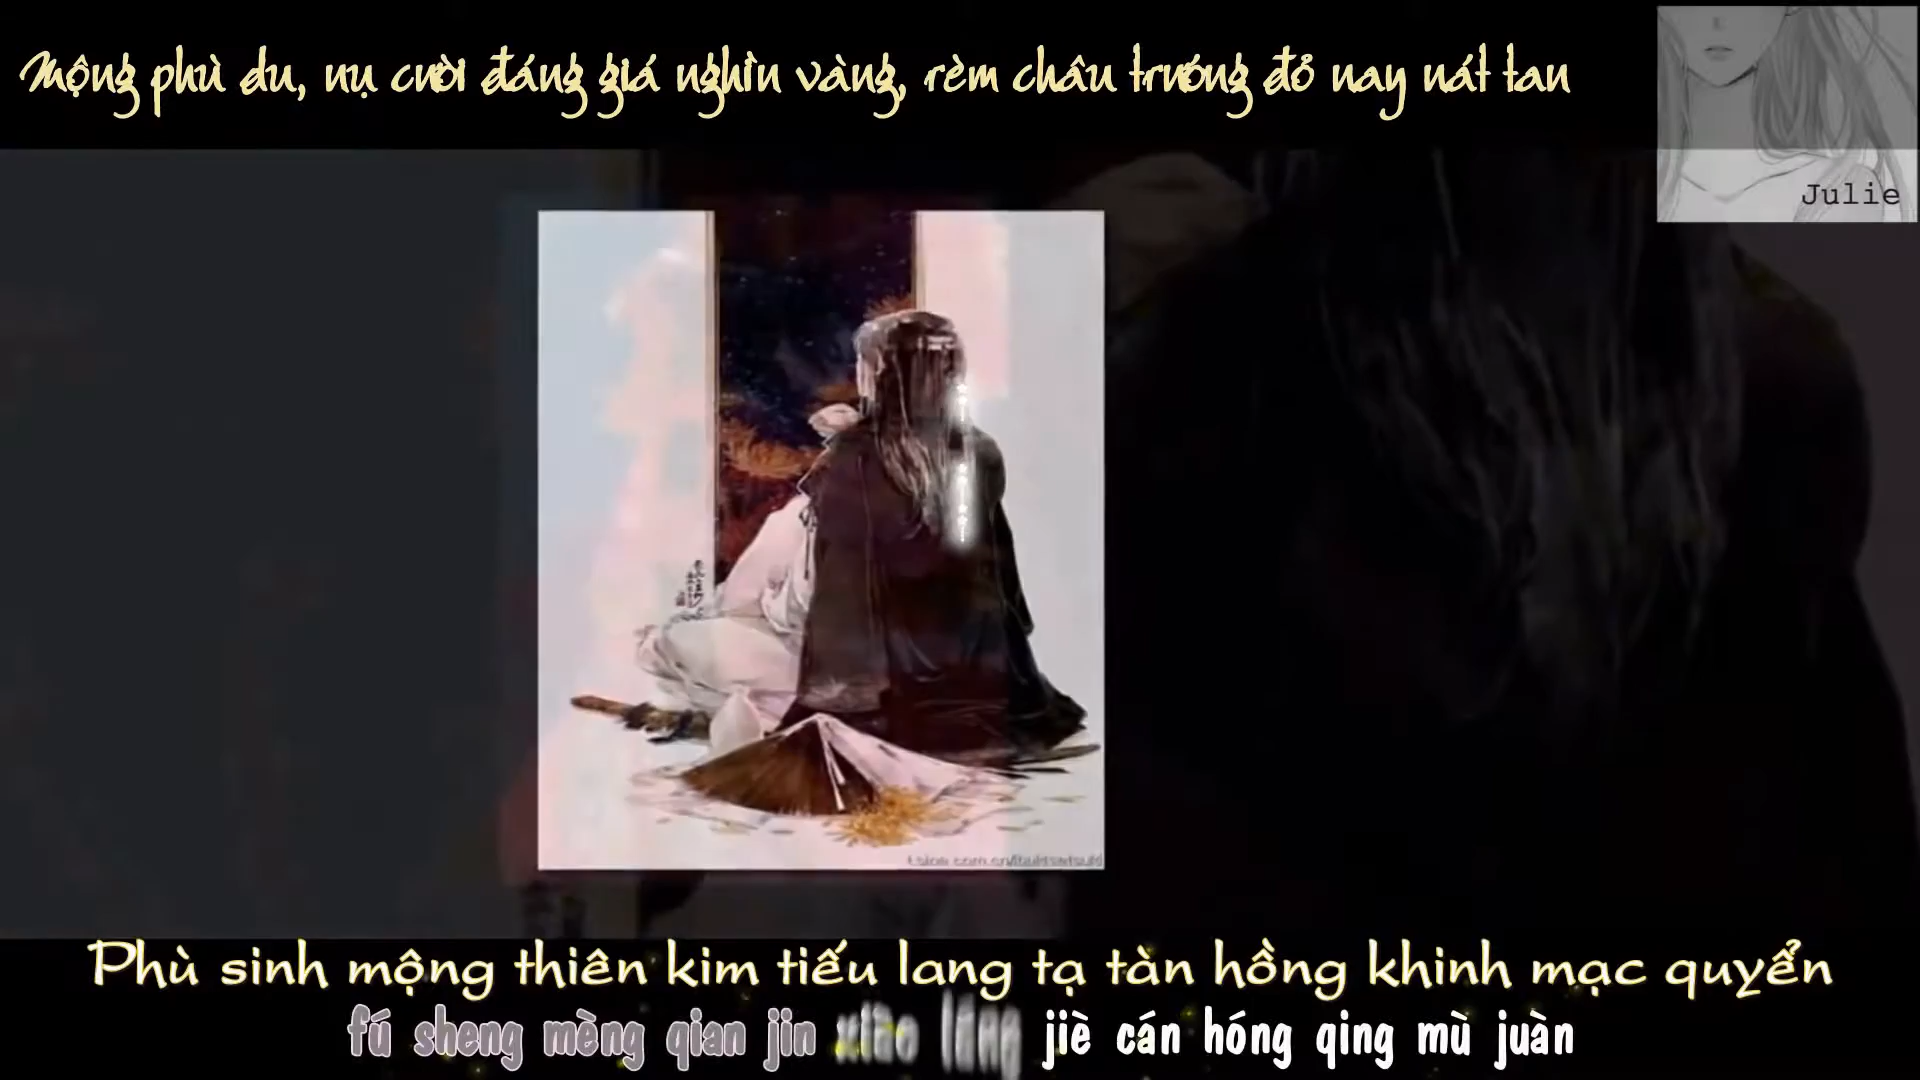 Mộng phù du, nụ cười đáng giá nghìn vàng, rèm châu trướng đỏ nay nát tan
Julie
Phù sinh mộng thiên kim tiếu lang tạ tàn hồng khinh mạc quyển
fú sheng mèng qian jin xiào láng jiè cán hóng qing mù juàn